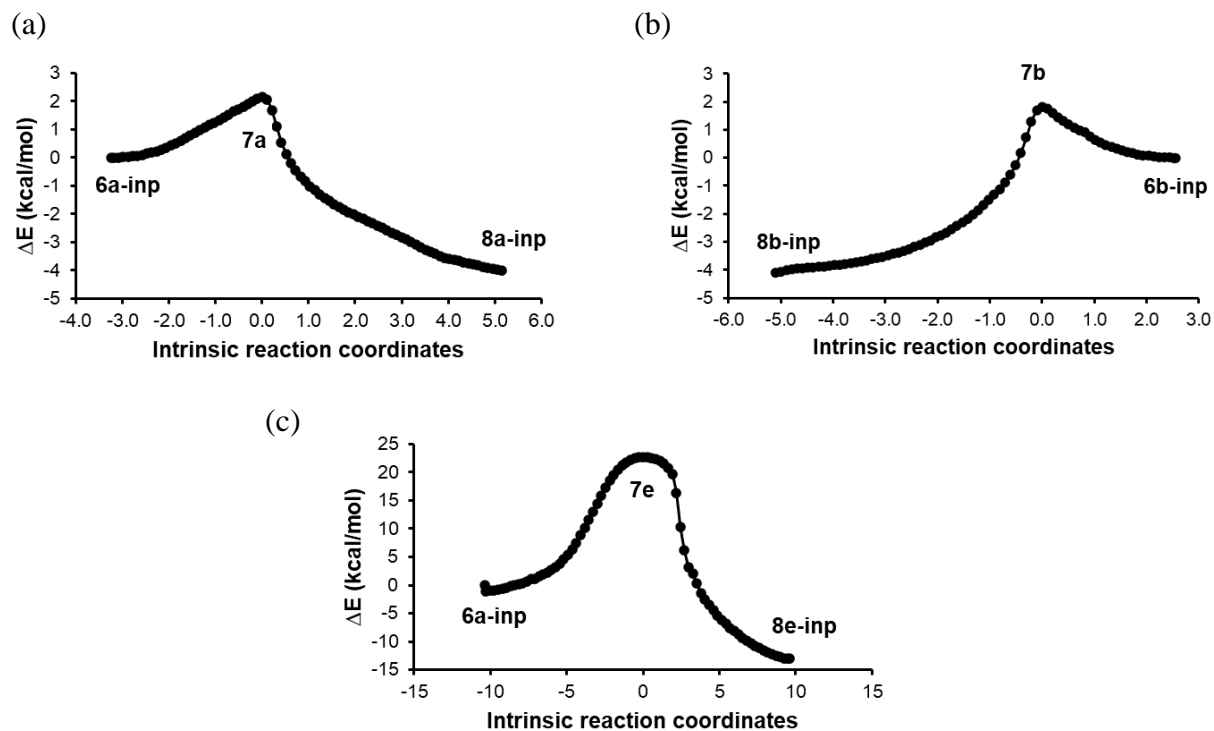 (a)
ΔE (kcal/mol)
3
2
1
0
-1
-2
-3
-4
-5
7a
6a-inp
8a-inp
-4.0 -3.0 -2.0 -1.0 0.0 1.0 2.0 3.0 4.0 5.0 6.0
Intrinsic reaction coordinates
(b)
ΔE (kcal/mol)
3
2
1
0
-1
-2
-3
-4
-5
7b
6b-inp
8b-inp
-6.0 -5.0 -4.0 -3.0 -2.0 -1.0 0.0 1.0 2.0 3.0
Intrinsic reaction coordinates
(c)
ΔE (kcal/mol)
25
20
15
10
5
0
-5
-10
-15
7e
6a-inp
8e-inp
-15 -10 -5 0 5 10 15
Intrinsic reaction coordinates